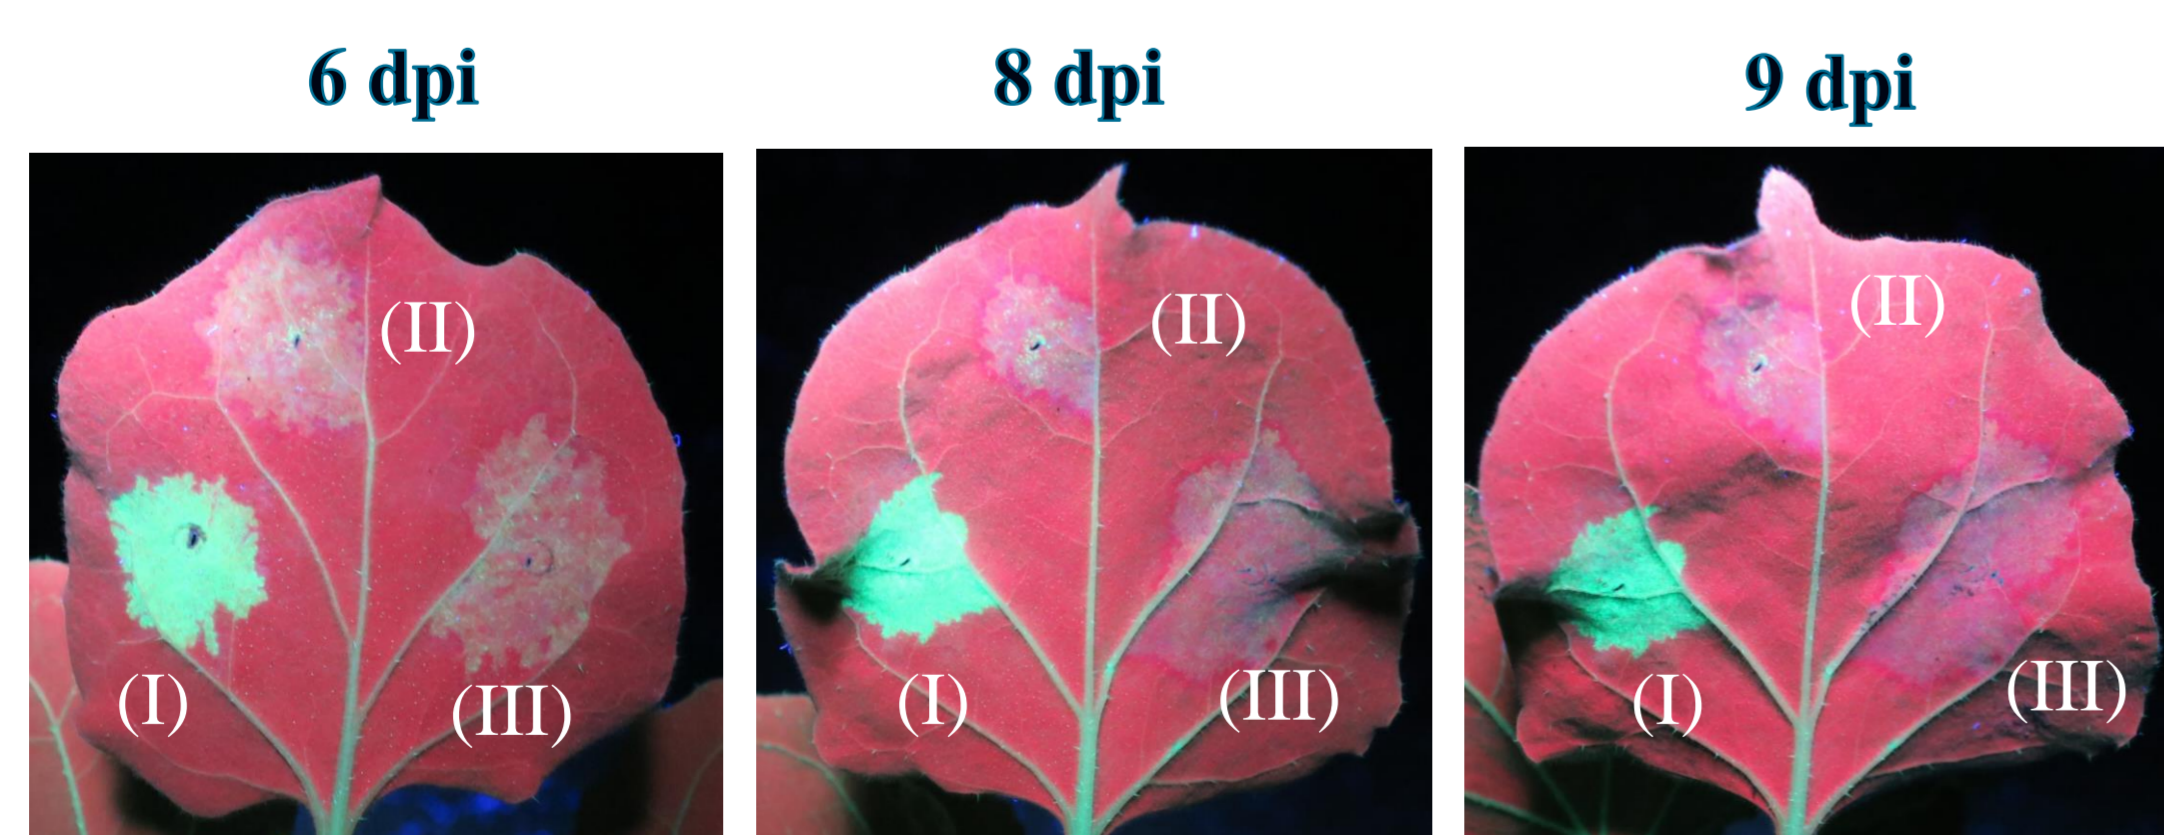 6 dpi
8 dpi
9 dpi
(II)
(II)
(II)
(I)
(III)
(I)
(III)
(I)
(III)